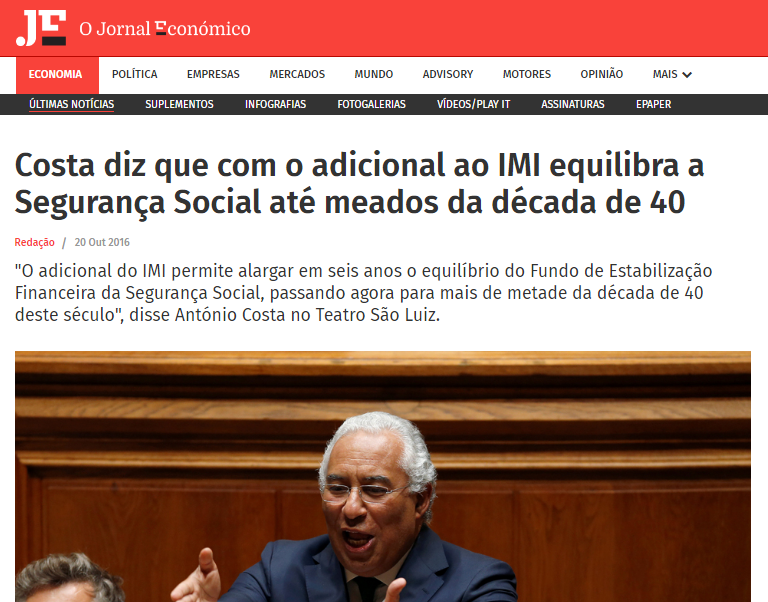 JE O Jornal Económico
ECONOMIA POLÍTICA EMPRESAS MERCADOS MUNDO ADVISORY MOTORES OPINIÃO MAIS
ÚLTIMAS NOTÍCIAS SUPLEMENTOS INFOGRAFIAS FOTOGALERIAS VÍDEOS/PLAY IT ASSINATURAS EPAPER
Costa diz que com o adicional ao IMI equilibra a
Segurança Social até meados da década de 40
Redação / 20 Out 2016
"O adicional do IMI permite alargar em seis anos o equilíbrio do Fundo de Estabilização
Financeira da Segurança Social, passando agora para mais de metade da década de 40
deste século", disse António Costa no Teatro São Luiz.